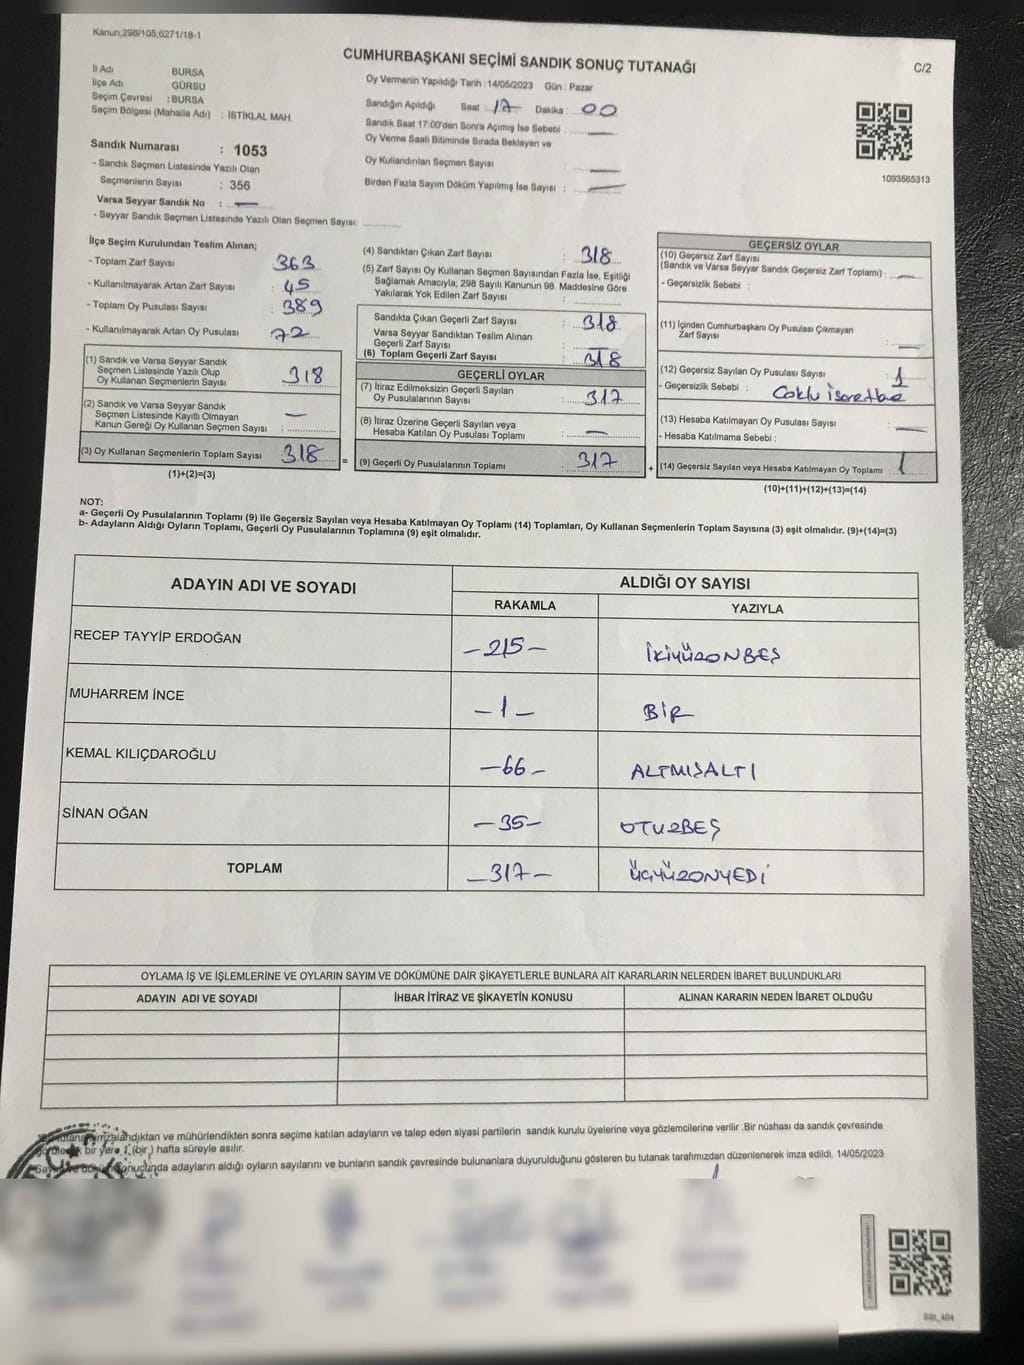 Kanun,298/105;6271/18-1
CUMHURBAŞKANI SEÇİMİ SANDIK SONUÇ TUTANAĞI
C/2
İl Adı : BURSA
İlçe Adı : GÜRSU
Seçim Çevresi : BURSA
Seçim Bölgesi (Mahalle Adı) : İSTİKLAL MAH.
Sandık Numarası : 1053
- Sandık Seçmen Listesinde Yazılı Olan
Seçmenlerin Sayısı : 356
Varsa Seyyar Sandık No : —
- Seyyar Sandık Seçmen Listesinde Yazılı Olan Seçmen Sayısı:
Oy Vermenin Yapıldığı Tarih :14/05/2023 Gün : Pazar
Sandığın Açıldığı Saat : 17 Dakika : 00
Sandık Saat 17:00'den Sonra Açılmış İse Sebebi : —
Oy Verme Saati Bitiminde Sırada Bekleyen ve
Oy Kullandırılan Seçmen Sayısı : —
Birden Fazla Sayım Döküm Yapılmış İse Sayısı : —
1093565313
İlçe Seçim Kurulundan Teslim Alınan;
- Toplam Zarf Sayısı : 363
- Kullanılmayarak Artan Zarf Sayısı : 45
- Toplam Oy Pusulası Sayısı : 389
- Kullanılmayarak Artan Oy Pusulası : 72
(1) Sandık ve Varsa Seyyar Sandık
Seçmen Listesinde Yazılı Olup
Oy Kullanan Seçmenlerin Sayısı : 318
(2) Sandık ve Varsa Seyyar Sandık
Seçmen Listesinde Kayıtlı Olmayan
Kanun Gereği Oy Kullanan Seçmen Sayısı : —
(3) Oy Kullanan Seçmenlerin Toplam Sayısı : 318
(1)+(2)=(3)
(4) Sandıktan Çıkan Zarf Sayısı : 318
(5) Zarf Sayısı Oy Kullanan Seçmen Sayısından Fazla İse, Eşitliği
Sağlamak Amacıyla; 298 Sayılı Kanunun 98. Maddesine Göre
Yakılarak Yok Edilen Zarf Sayısı :
Sandıkta Çıkan Geçerli Zarf Sayısı : 318
Varsa Seyyar Sandıktan Teslim Alınan
Geçerli Zarf Sayısı : —
(6) Toplam Geçerli Zarf Sayısı : 318
GEÇERLİ OYLAR
(7) İtiraz Edilmeksizin Geçerli Sayılan
Oy Pusulalarının Sayısı : 317
(8) İtiraz Üzerine Geçerli Sayılan veya
Hesaba Katılan Oy Pusulası Toplamı : —
=
(9) Geçerli Oy Pusulalarının Toplamı : 317
GEÇERSİZ OYLAR
(10) Geçersiz Zarf Sayısı
(Sandık ve Varsa Seyyar Sandık Geçersiz Zarf Toplamı) : —
- Geçersizlik Sebebi :
(11) İçinden Cumhurbaşkanı Oy Pusulası Çıkmayan
Zarf Sayısı : —
(12) Geçersiz Sayılan Oy Pusulası Sayısı : 1
- Geçersizlik Sebebi : Çoklu
(13) Hesaba Katılmayan Oy Pusulası Sayısı : —
- Hesaba Katılmama Sebebi :
+ (14) Geçersiz Sayılan veya Hesaba Katılmayan Oy Toplamı : 1
(10)+(11)+(12)+(13)=(14)
NOT:
a- Geçerli Oy Pusulalarının Toplamı (9) ile Geçersiz Sayılan veya Hesaba Katılmayan Oy Toplamı (14) Toplamları, Oy Kullanan Seçmenlerin Toplam Sayısına (3) eşit olmalıdır. (9)+(14)=(3)
b- Adayların Aldığı Oyların Toplamı, Geçerli Oy Pusulalarının Toplamına (9) eşit olmalıdır.
ADAYIN ADI VE SOYADI ALDIĞI OY SAYISI
RAKAMLA YAZIYLA
RECEP TAYYİP ERDOĞAN -215- İKİYÜZONBEŞ
MUHARREM İNCE -1- BİR
KEMAL KILIÇDAROĞLU -66- ALTMIŞALTI
SİNAN OĞAN -35- OTUZBEŞ
TOPLAM -317- ÜÇYÜZONYEDİ
OYLAMA İŞ VE İŞLEMLERİNE VE OYLARIN SAYIM VE DÖKÜMÜNE DAİR ŞİKAYETLERLE BUNLARA AİT KARARLARIN NELERDEN İBARET BULUNDUKLARI
ADAYIN ADI VE SOYADI İHBAR İTİRAZ VE ŞİKAYETİN KONUSU ALINAN KARARIN NEDEN İBARET OLDUĞU
tutanak imzalandıktan ve mühürlendikten sonra seçime katılan adayların ve talep eden siyasi partilerin sandık kurulu üyelerine veya gözlemcilerine verilir .Bir nüshası da sandık çevresinde
bir yere 1 (bir ) hafta süreyle asılır.
adayların aldığı oyların sayılarını ve bunların sandık çevresinde bulunanlara duyurulduğunu gösteren bu tutanak tarafımızdan düzenlenerek imza edildi. 14/05/2023